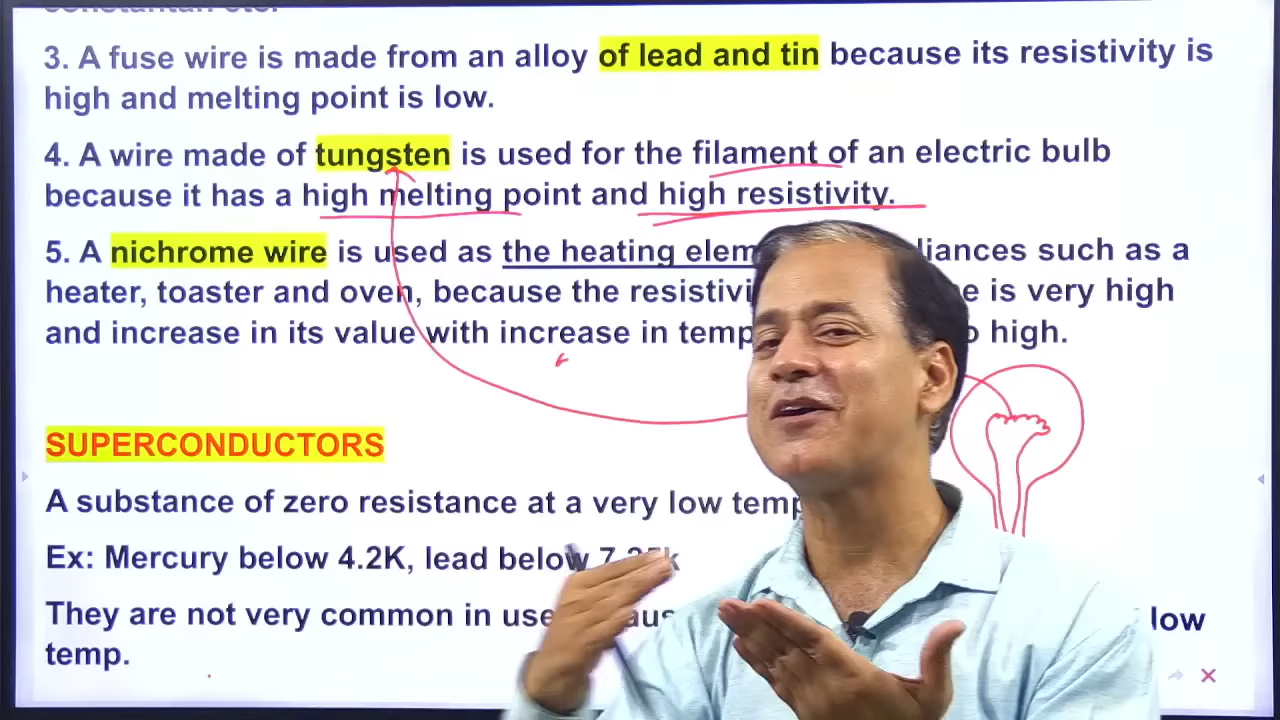 3. A fuse wire is made from an alloy of lead and tin because its resistivity is
high and melting point is low.
4. A wire made of tungsten is used for the filament of an electric bulb
because it has a high melting point and high resistivity.
5. A nichrome wire is used as the heating elem liances such as a
heater, toaster and oven, because the resistivi e is very high
and increase in its value with increase in temp o high.
SUPERCONDUCTORS
A substance of zero resistance at a very low temp
Ex: Mercury below 4.2K, lead below
They are not very common in use low
temp.